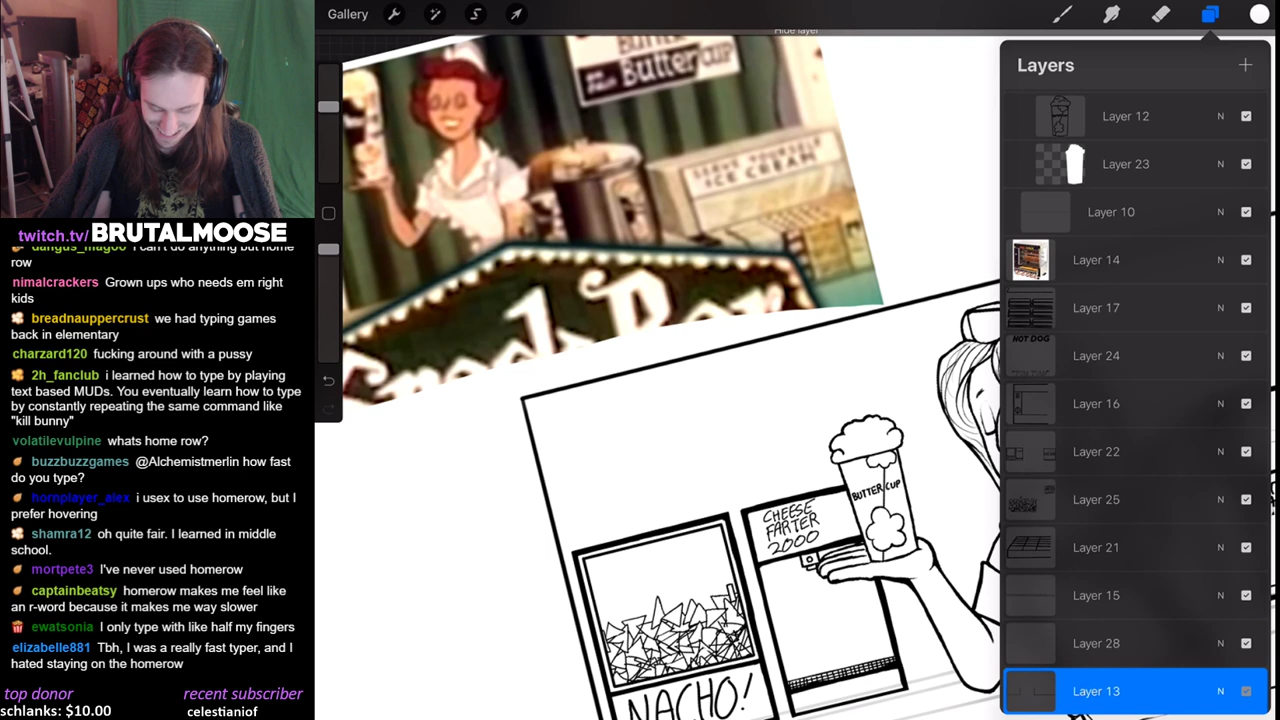 Gallery
Hide layer
Layers
Layer 12 N
Layer 23 N
Layer 10 N
Layer 14 N
Layer 17 N
HOT DOG
Layer 24 N
Layer 16 N
Layer 22 N
Layer 25 N
Layer 21 N
Layer 15 N
Layer 28 N
Layer 13 N
Buttercup
SERVE YOURSELF
ICE CREAM
BUTTER CUP
CHEESE
FARTER
2000
NACHO!
twitch.tv/BRUTALMOOSE
dangus_magoo I can't do anything but home
row
nimalcrackers Grown ups who needs em right
kids
breadnauppercrust we had typing games
back in elementary
charzard120 fucking around with a pussy
2h_fanclub i learned how to type by playing
text based MUDs. You eventually learn how to type
by constantly repeating the same command like
"kill bunny"
volatilevulpine whats home row?
buzzbuzzgames @Alchemistmerlin how fast
do you type?
hornplayer_alex i usex to use homerow, but I
prefer hovering
shamra12 oh quite fair. I learned in middle
school.
mortpete3 I've never used homerow
captainbeatsy homerow makes me feel like
an r-word because it makes me way slower
ewatsonia I only type with like half my fingers
elizabelle881 Tbh, I was a really fast typer, and I
hated staying on the homerow
top donor
schlanks: $10.00
recent subscriber
celestianiof